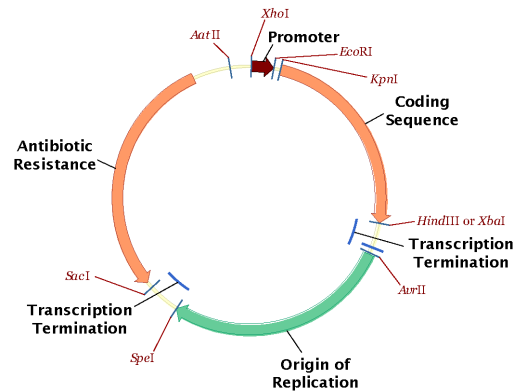 XhoI
AatII
Promoter
EcoRI
KpnI
Coding
Sequence
Antibiotic
Resistance
HindIII or XbaI
Transcription
Termination
SacI
AvrII
Transcription
Termination
SpeI
Origin of
Replication